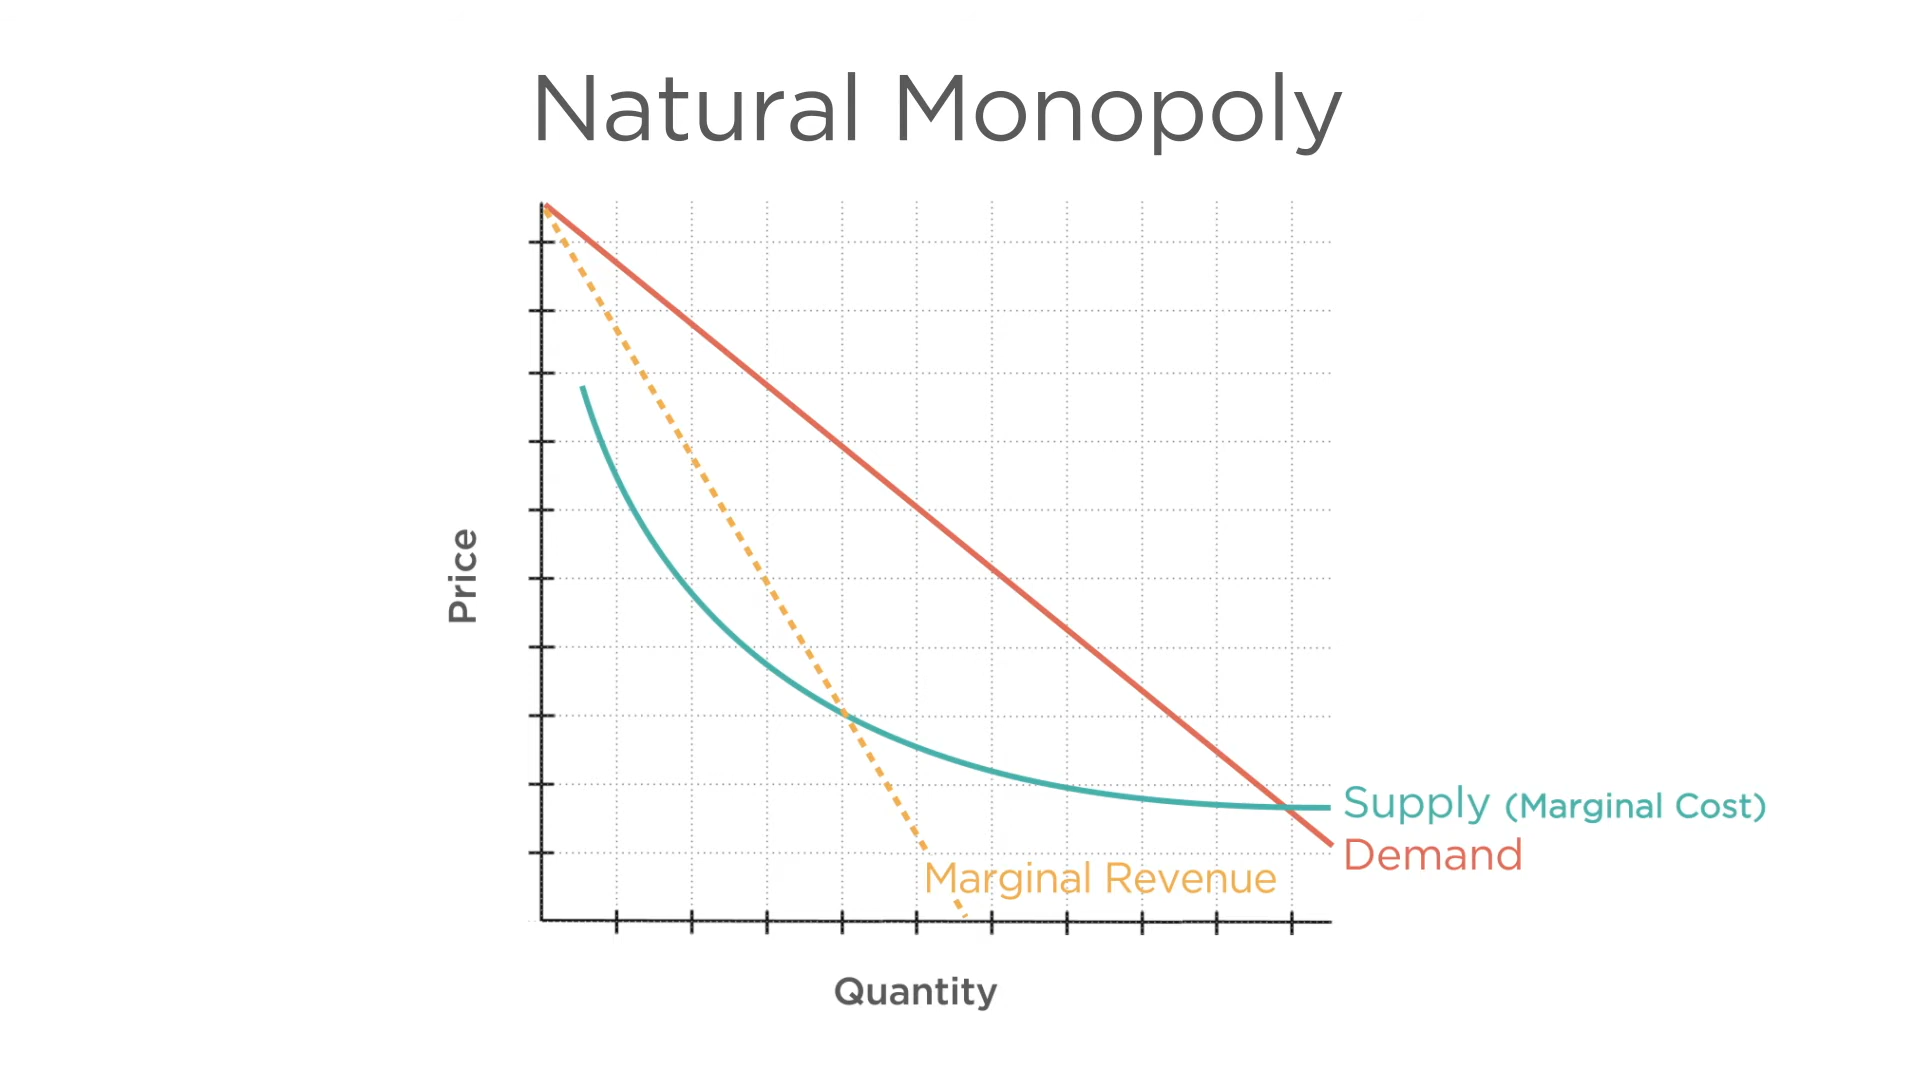 Natural Monopoly
Price
Supply (Marginal Cost)
Demand
Marginal Revenue
Quantity